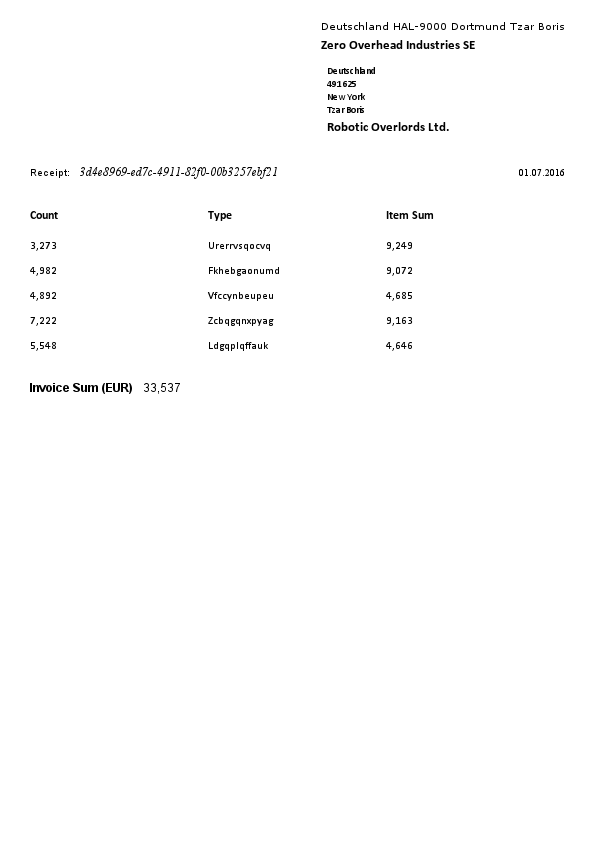 Deutschland HAL-9000 Dortmund Tzar Boris
Zero Overhead Industries SE
Deutschland
491625
New York
Tzar Boris
Robotic Overlords Ltd.
Receipt: 3d4e8969-ed7c-4911-82f0-00b3257ebf21 01.07.2016
Count Type Item Sum
3,273 Urerrvsqocvq 9,249
4,982 Fkhebgaonumd 9,072
4,892 Vfccynbeupeu 4,685
7,222 Zcbqgqnxpyag 9,163
5,548 Ldgqplqffauk 4,646
Invoice Sum (EUR) 33,537